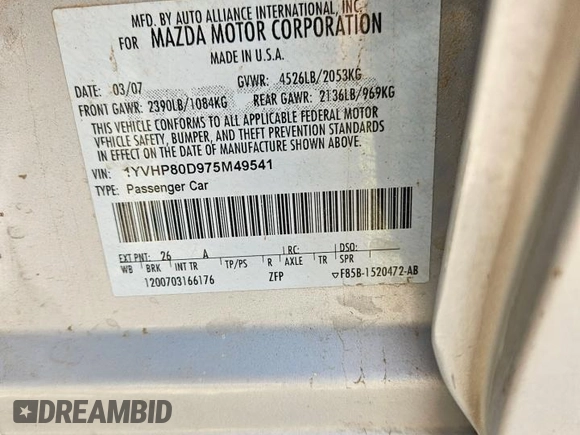 MFD. BY AUTO ALLIANCE INTERNATIONAL, INC.
FOR MAZDA MOTOR CORPORATION
MADE IN U.S.A.
DATE: 03/07 GVWR: 4526LB/2053KG
FRONT GAWR: 2390LB/1084KG REAR GAWR: 2136LB/969KG
THIS VEHICLE CONFORMS TO ALL APPLICABLE FEDERAL MOTOR
VEHICLE SAFETY, BUMPER, AND THEFT PREVENTION STANDARDS
IN EFFECT ON THE DATE OF MANUFACTURE SHOWN ABOVE.
VIN: 1YVHP80D975M49541
TYPE: Passenger Car
EXT PNT: 26 A RC: DSO:
WB BRK INT TR TP/PS R AXLE TR SPR
1200703166176 ZFP ▽F85B-1520472-AB
DREAMBID